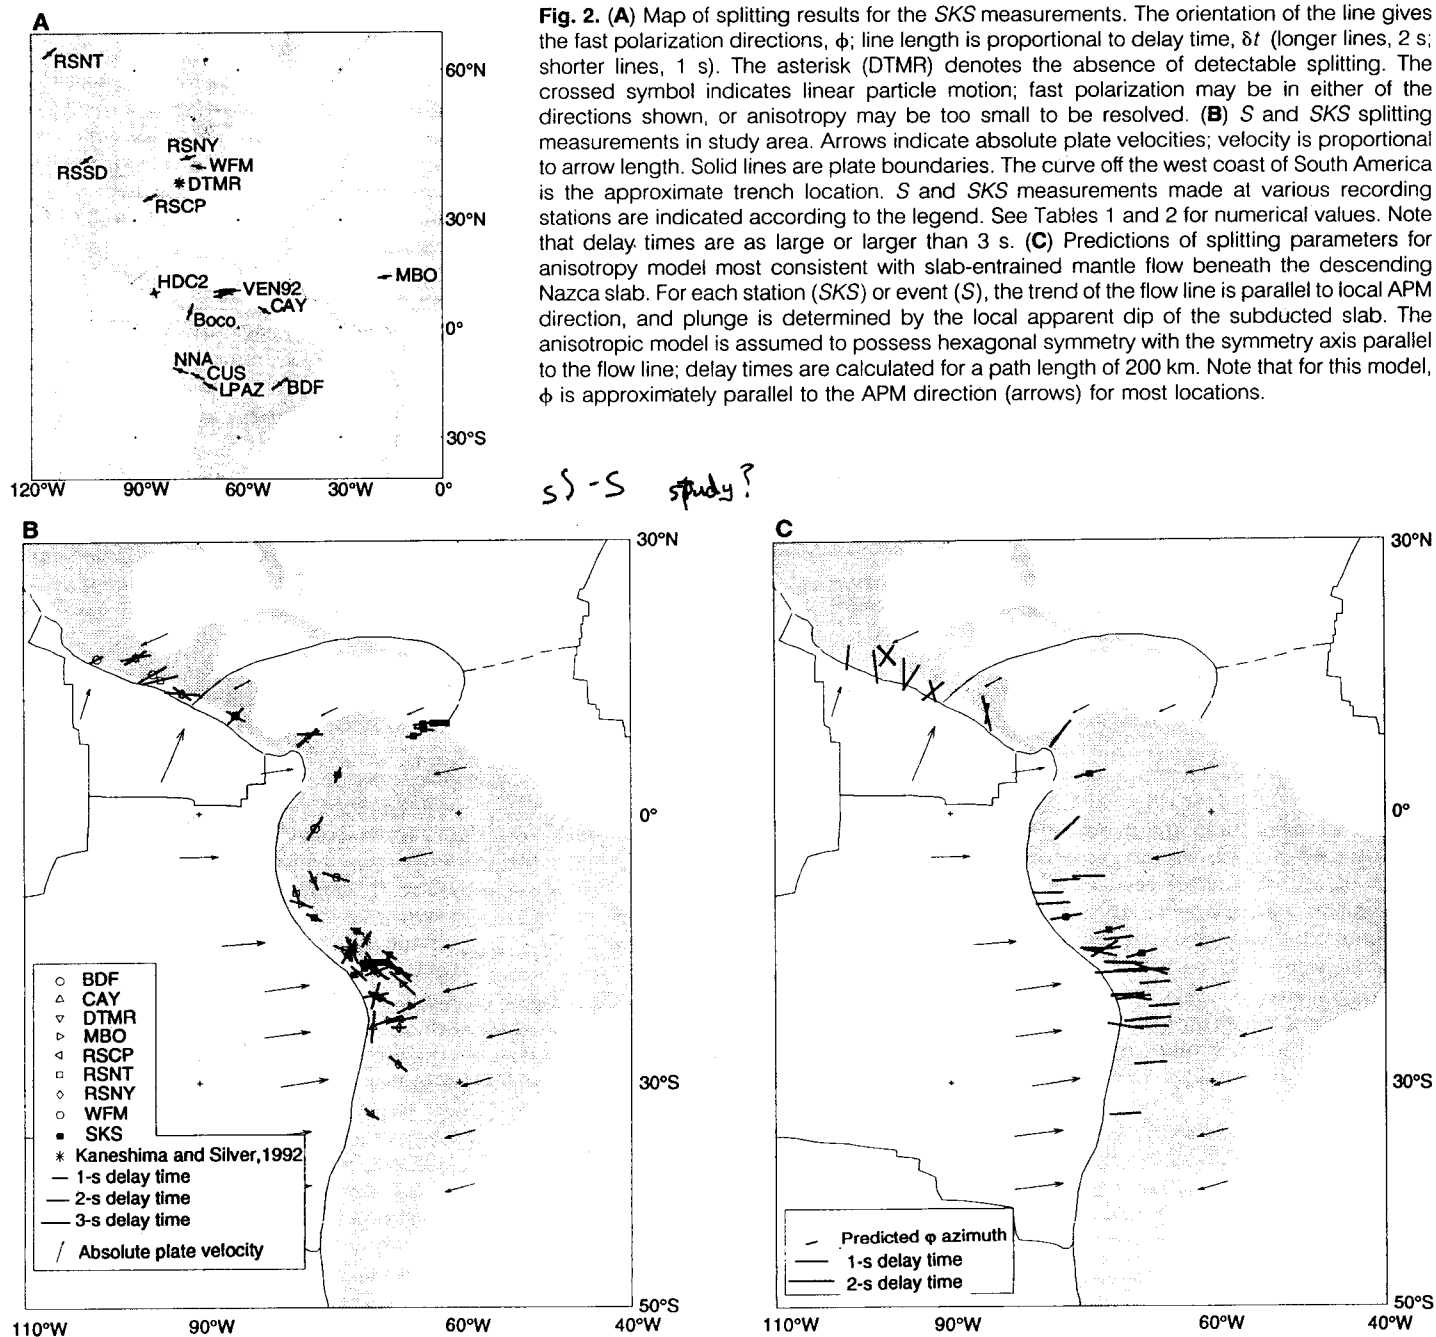 A
Fig. 2. (A) Map of splitting results for the SKS measurements. The orientation of the line gives
the fast polarization directions, ϕ; line length is proportional to delay time, δt (longer lines, 2 s;
shorter lines, 1 s). The asterisk (DTMR) denotes the absence of detectable splitting. The
crossed symbol indicates linear particle motion; fast polarization may be in either of the
directions shown, or anisotropy may be too small to be resolved. (B) S and SKS splitting
measurements in study area. Arrows indicate absolute plate velocities; velocity is proportional
to arrow length. Solid lines are plate boundaries. The curve off the west coast of South America
is the approximate trench location. S and SKS measurements made at various recording
stations are indicated according to the legend. See Tables 1 and 2 for numerical values. Note
that delay times are as large or larger than 3 s. (C) Predictions of splitting parameters for
anisotropy model most consistent with slab-entrained mantle flow beneath the descending
Nazca slab. For each station (SKS) or event (S), the trend of the flow line is parallel to local APM
direction, and plunge is determined by the local apparent dip of the subducted slab. The
anisotropic model is assumed to possess hexagonal symmetry with the symmetry axis parallel
to the flow line; delay times are calculated for a path length of 200 km. Note that for this model,
ϕ is approximately parallel to the APM direction (arrows) for most locations.
RSNT
60°N
RSNY
WFM
RSSD
DTMR
RSCP
30°N
HDC2
VEN92
MBO
CAY
Boco
0°
NNA
CUS
LPAZ
BDF
30°S
120°W 90°W 60°W 30°W 0°
sS -S study?
B
30°N
0°
30°S
50°S
BDF
CAY
DTMR
MBO
RSCP
RSNT
RSNY
WFM
SKS
Kaneshima and Silver,1992
1-s delay time
2-s delay time
3-s delay time
Absolute plate velocity
110°W 90°W 60°W 40°W
C
30°N
0°
30°S
50°S
Predicted φ azimuth
1-s delay time
2-s delay time
110°W 90°W 60°W 40°W